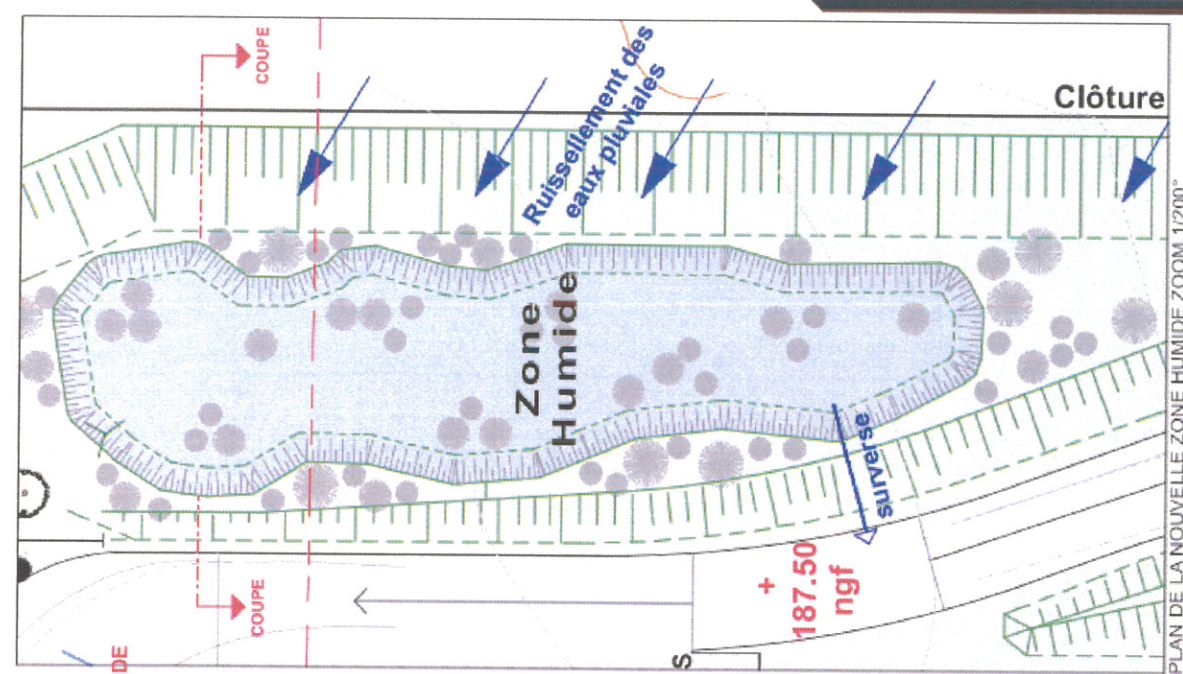 COUPE
COUPE
Ruissellement des
eaux pluviales
Clôture
Zone
Humide
surverse
+
187.50
ngf
S
DE
PLAN DE LA NOUVELLE ZONE HUMIDE ZOOM 1/200°